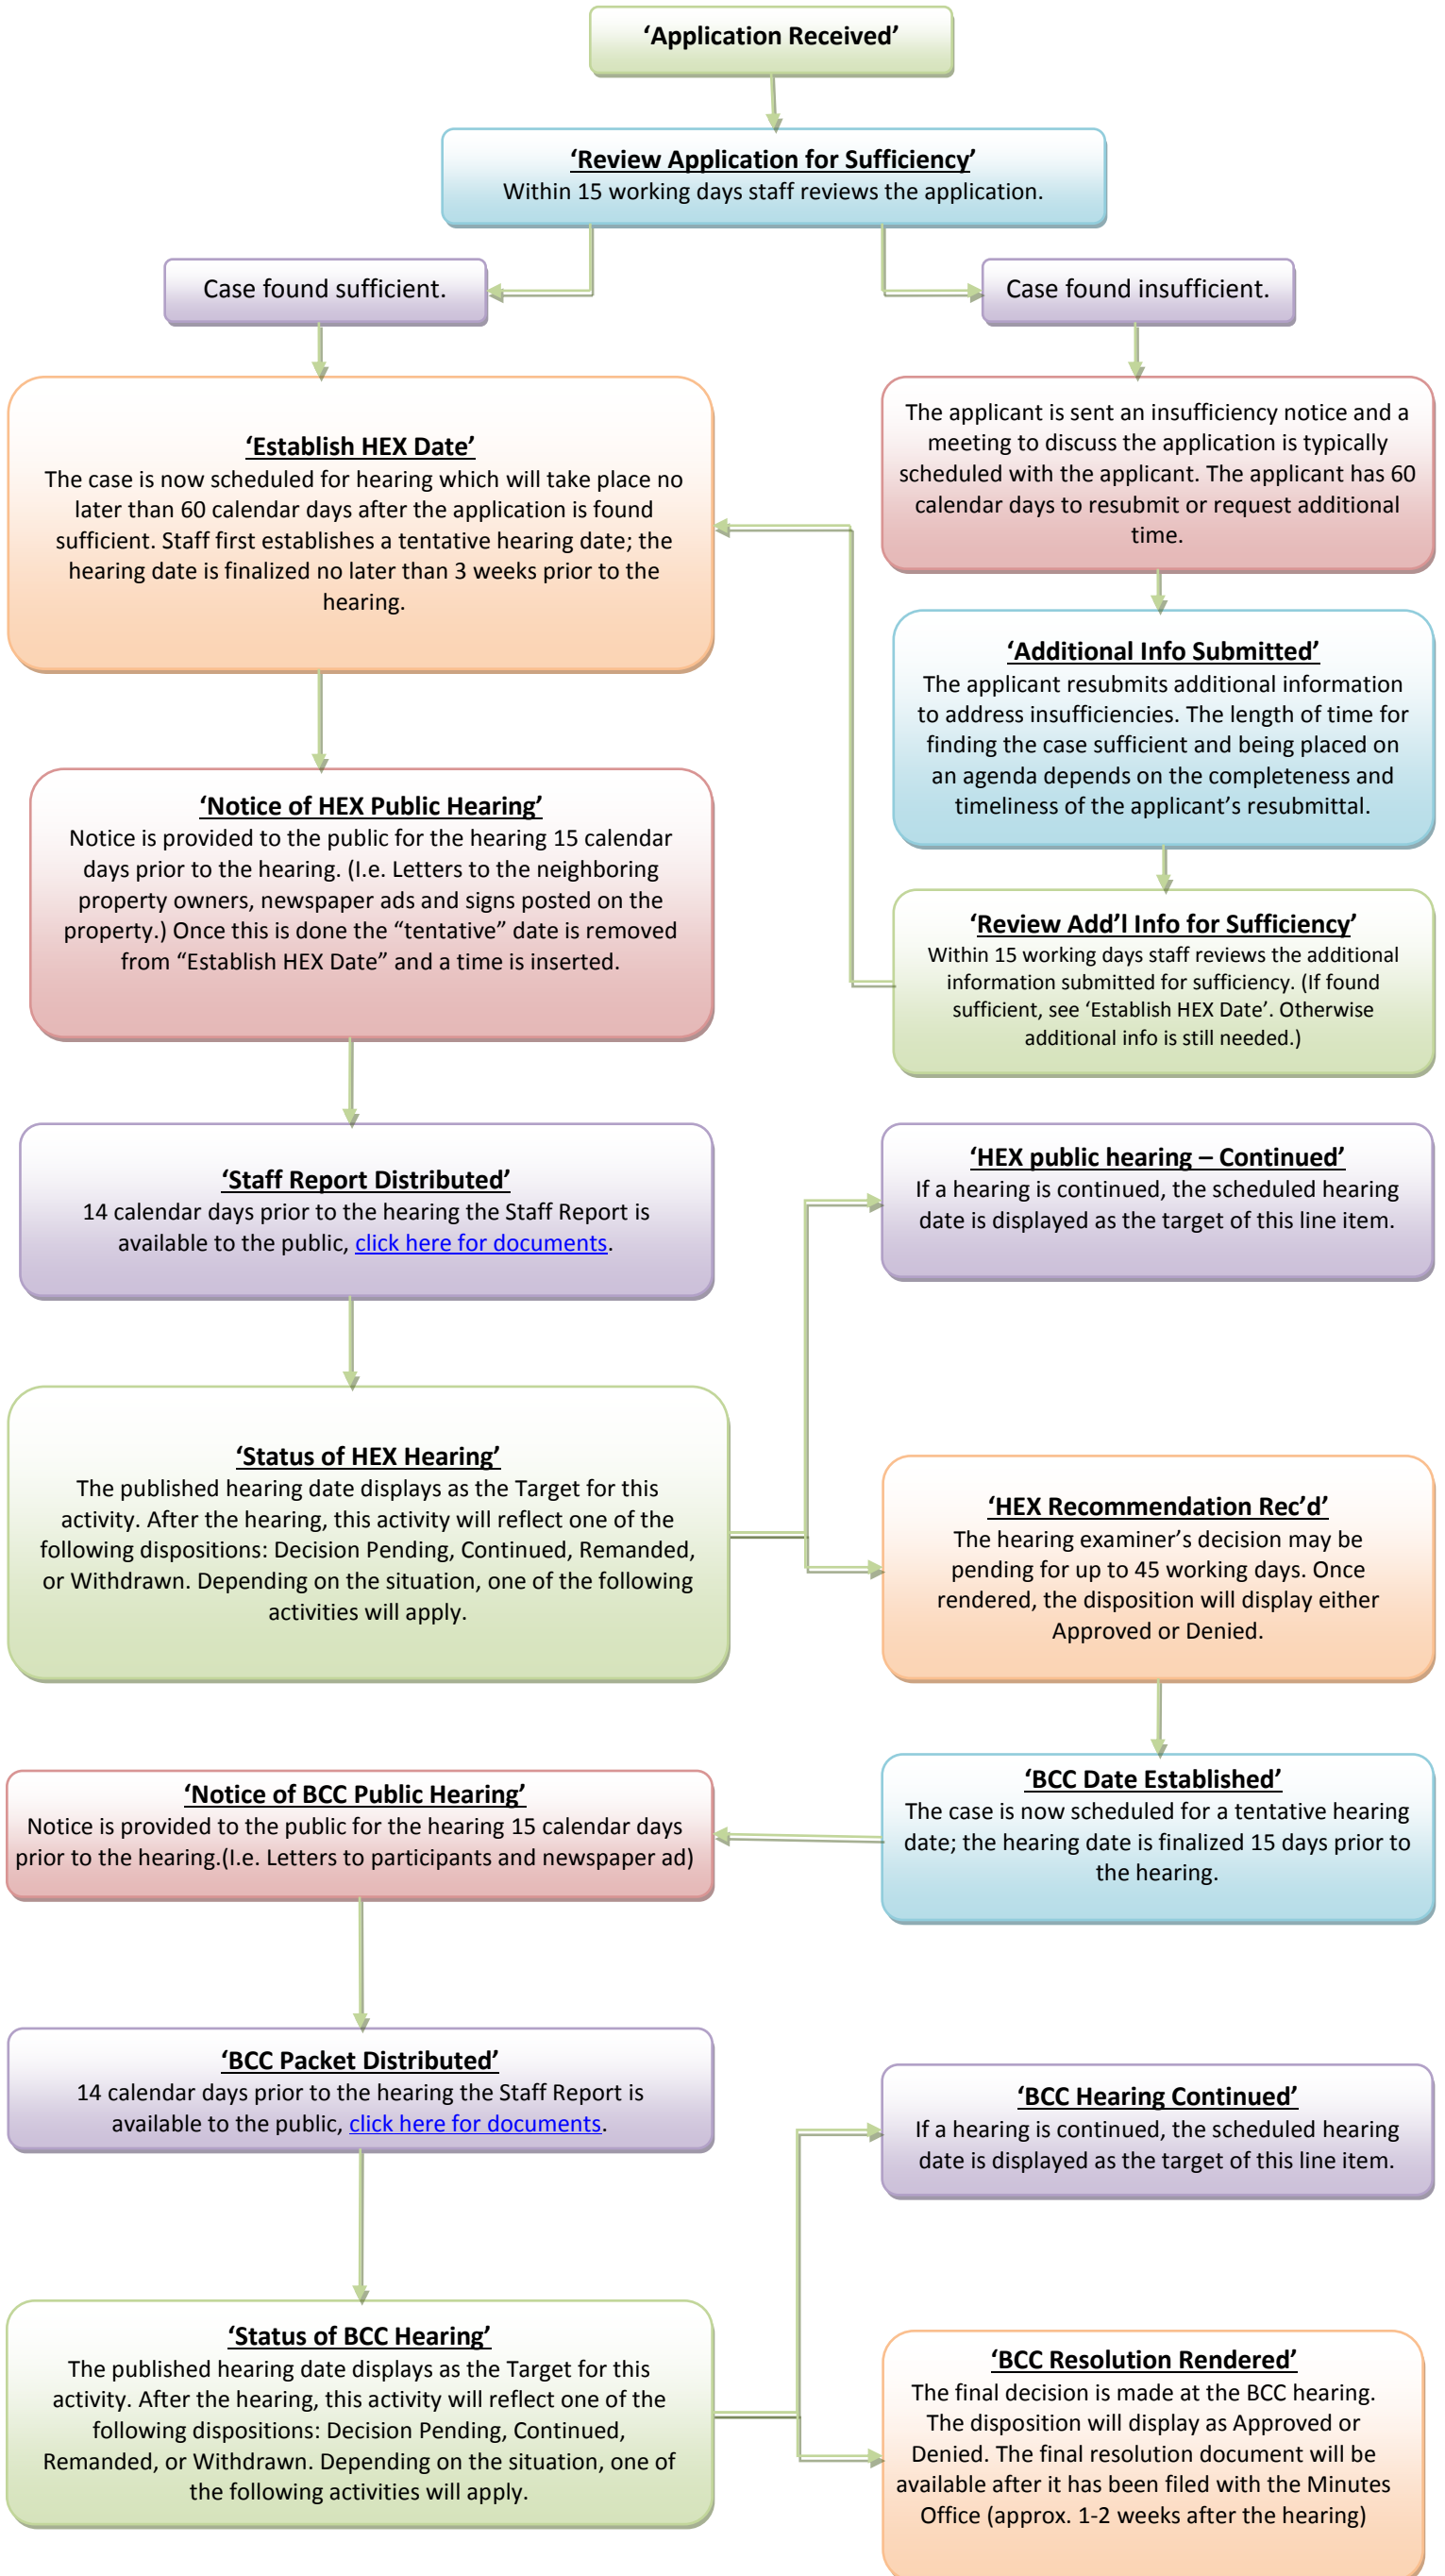 ‘Application Received’
‘Review Application for Sufficiency’
Within 15 working days staff reviews the application.
Case found sufficient.
Case found insufficient.
‘Establish HEX Date’
The case is now scheduled for hearing which will take place no
later than 60 calendar days after the application is found
sufficient. Staff first establishes a tentative hearing date; the
hearing date is finalized no later than 3 weeks prior to the
hearing.
The applicant is sent an insufficiency notice and a
meeting to discuss the application is typically
scheduled with the applicant. The applicant has 60
calendar days to resubmit or request additional
time.
‘Additional Info Submitted’
The applicant resubmits additional information
to address insufficiencies. The length of time for
finding the case sufficient and being placed on
an agenda depends on the completeness and
timeliness of the applicant’s resubmittal.
‘Notice of HEX Public Hearing’
Notice is provided to the public for the hearing 15 calendar
days prior to the hearing. (I.e. Letters to the neighboring
property owners, newspaper ads and signs posted on the
property.) Once this is done the “tentative” date is removed
from “Establish HEX Date” and a time is inserted.
‘Review Add’l Info for Sufficiency’
Within 15 working days staff reviews the additional
information submitted for sufficiency. (If found
sufficient, see ‘Establish HEX Date’. Otherwise
additional info is still needed.)
‘Staff Report Distributed’
14 calendar days prior to the hearing the Staff Report is
available to the public, click here for documents.
‘HEX public hearing – Continued’
If a hearing is continued, the scheduled hearing
date is displayed as the target of this line item.
‘Status of HEX Hearing’
The published hearing date displays as the Target for this
activity. After the hearing, this activity will reflect one of the
following dispositions: Decision Pending, Continued, Remanded,
or Withdrawn. Depending on the situation, one of the following
activities will apply.
‘HEX Recommendation Rec’d’
The hearing examiner’s decision may be
pending for up to 45 working days. Once
rendered, the disposition will display either
Approved or Denied.
‘BCC Date Established’
The case is now scheduled for a tentative hearing
date; the hearing date is finalized 15 days prior to
the hearing.
‘Notice of BCC Public Hearing’
Notice is provided to the public for the hearing 15 calendar days
prior to the hearing.(I.e. Letters to participants and newspaper ad)
‘BCC Packet Distributed’
14 calendar days prior to the hearing the Staff Report is
available to the public, click here for documents.
‘BCC Hearing Continued’
If a hearing is continued, the scheduled hearing
date is displayed as the target of this line item.
‘Status of BCC Hearing’
The published hearing date displays as the Target for this
activity. After the hearing, this activity will reflect one of the
following dispositions: Decision Pending, Continued,
Remanded, or Withdrawn. Depending on the situation, one of
the following activities will apply.
‘BCC Resolution Rendered’
The final decision is made at the BCC hearing.
The disposition will display as Approved or
Denied. The final resolution document will be
available after it has been filed with the Minutes
Office (approx. 1-2 weeks after the hearing)